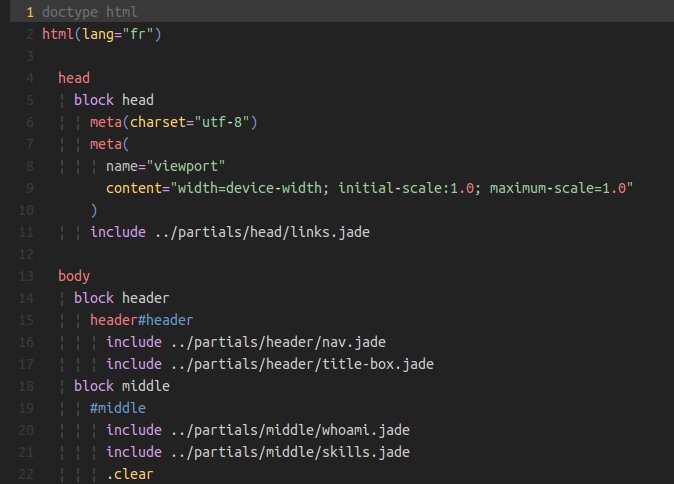 1 doctype html
2 html(lang="fr")
3
4 head
5 block head
6 meta(charset="utf-8")
7 meta(
8 name="viewport"
9 content="width=device-width; initial-scale:1.0; maximum-scale=1.0"
10 )
11 include ../partials/head/links.jade
12
13 body
14 block header
15 header#header
16 include ../partials/header/nav.jade
17 include ../partials/header/title-box.jade
18 block middle
19 #middle
20 include ../partials/middle/whoami.jade
21 include ../partials/middle/skills.jade
22 .clear